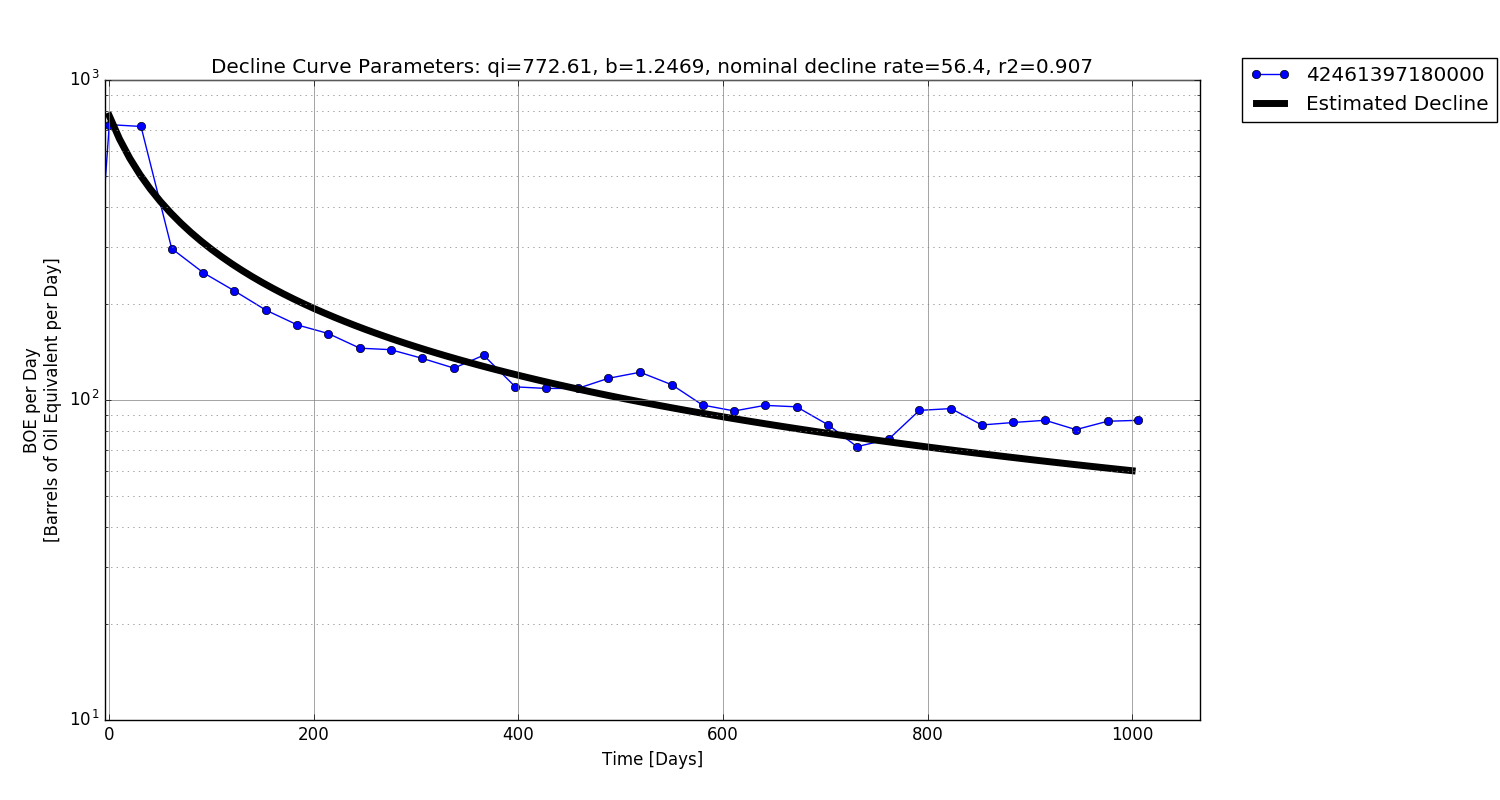 Decline Curve Parameters: qi=772.61, b=1.2469, nominal decline rate=56.4, r2=0.907
42461397180000
Estimated Decline
10³
10²
10¹
BOE per Day
[Barrels of Oil Equivalent per Day]
0 200 400 600 800 1000
Time [Days]